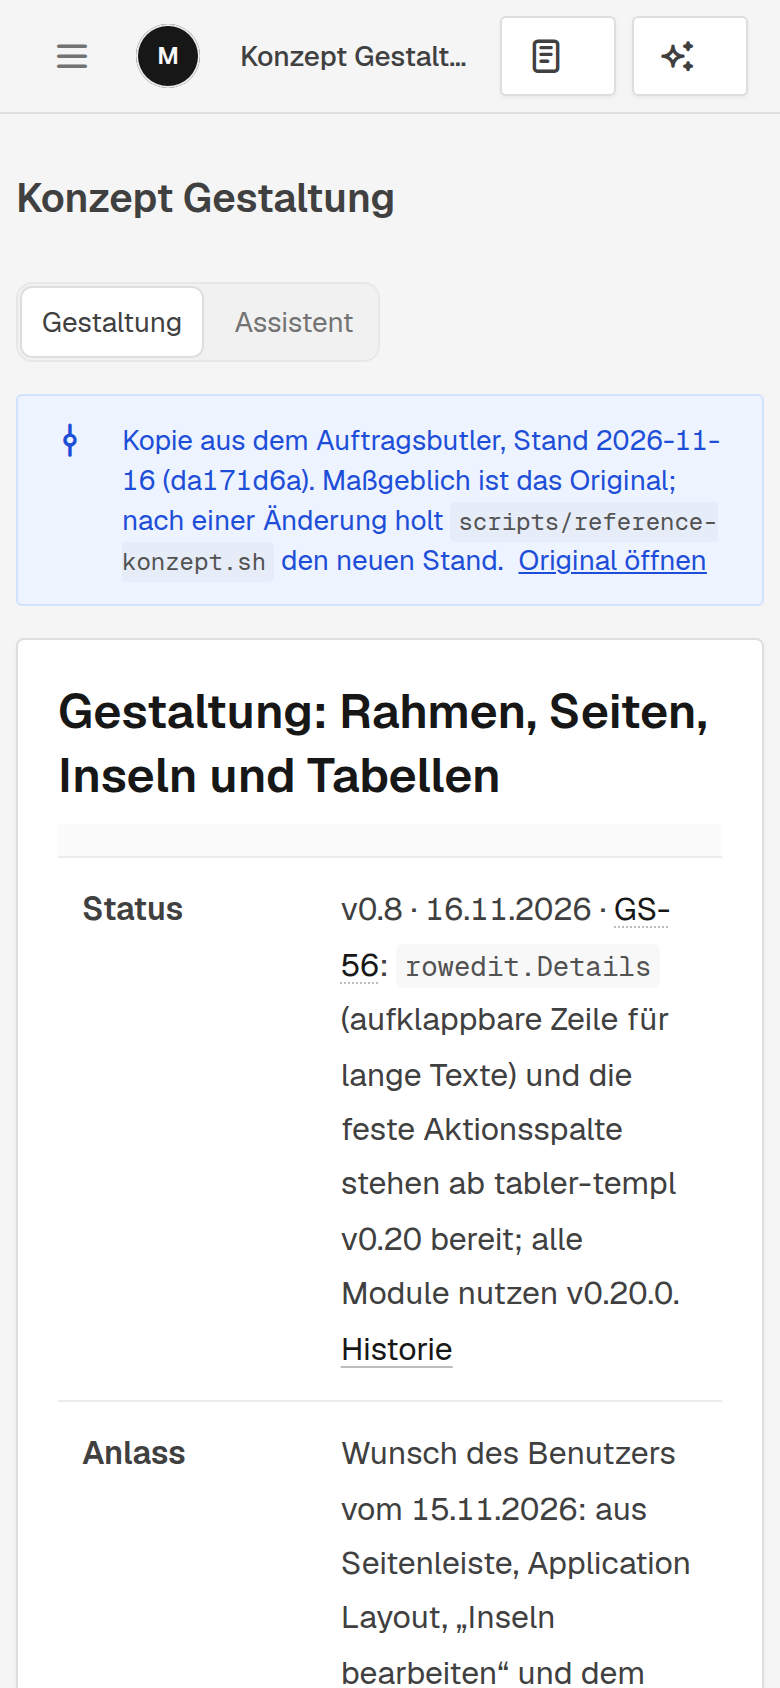 M Konzept Gestalt...
Konzept Gestaltung
Gestaltung Assistent
Kopie aus dem Auftragsbutler, Stand 2026-11-
16 (da171d6a). Maßgeblich ist das Original;
nach einer Änderung holt scripts/reference-
konzept.sh den neuen Stand. Original öffnen
Gestaltung: Rahmen, Seiten,
Inseln und Tabellen
Status v0.8 · 16.11.2026 · GS-
56: rowedit.Details
(aufklappbare Zeile für
lange Texte) und die
feste Aktionsspalte
stehen ab tabler-templ
v0.20 bereit; alle
Module nutzen v0.20.0.
Historie
Anlass Wunsch des Benutzers
vom 15.11.2026: aus
Seitenleiste, Application
Layout, „Inseln
bearbeiten“ und dem